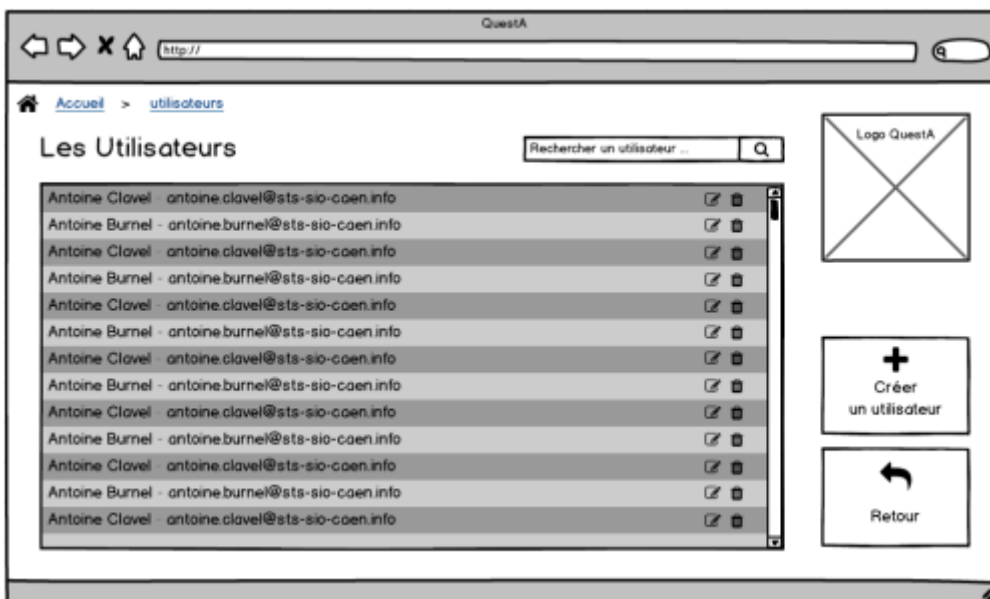 QuestA
http://
Accueil > utilisateurs
Les Utilisateurs
Rechercher un utilisateur ...
Logo QuestA
Antoine Clavel - antoine.clavel@sts-sio-caen.info
Antoine Burnel - antoine.burnel@sts-sio-caen.info
Antoine Clavel - antoine.clavel@sts-sio-caen.info
Antoine Burnel - antoine.burnel@sts-sio-caen.info
Antoine Clavel - antoine.clavel@sts-sio-caen.info
Antoine Burnel - antoine.burnel@sts-sio-caen.info
Antoine Clavel - antoine.clavel@sts-sio-caen.info
Antoine Burnel - antoine.burnel@sts-sio-caen.info
Antoine Clavel - antoine.clavel@sts-sio-caen.info
Antoine Burnel - antoine.burnel@sts-sio-caen.info
Antoine Clavel - antoine.clavel@sts-sio-caen.info
Antoine Burnel - antoine.burnel@sts-sio-caen.info
Antoine Clavel - antoine.clavel@sts-sio-caen.info
Créer
un utilisateur
Retour